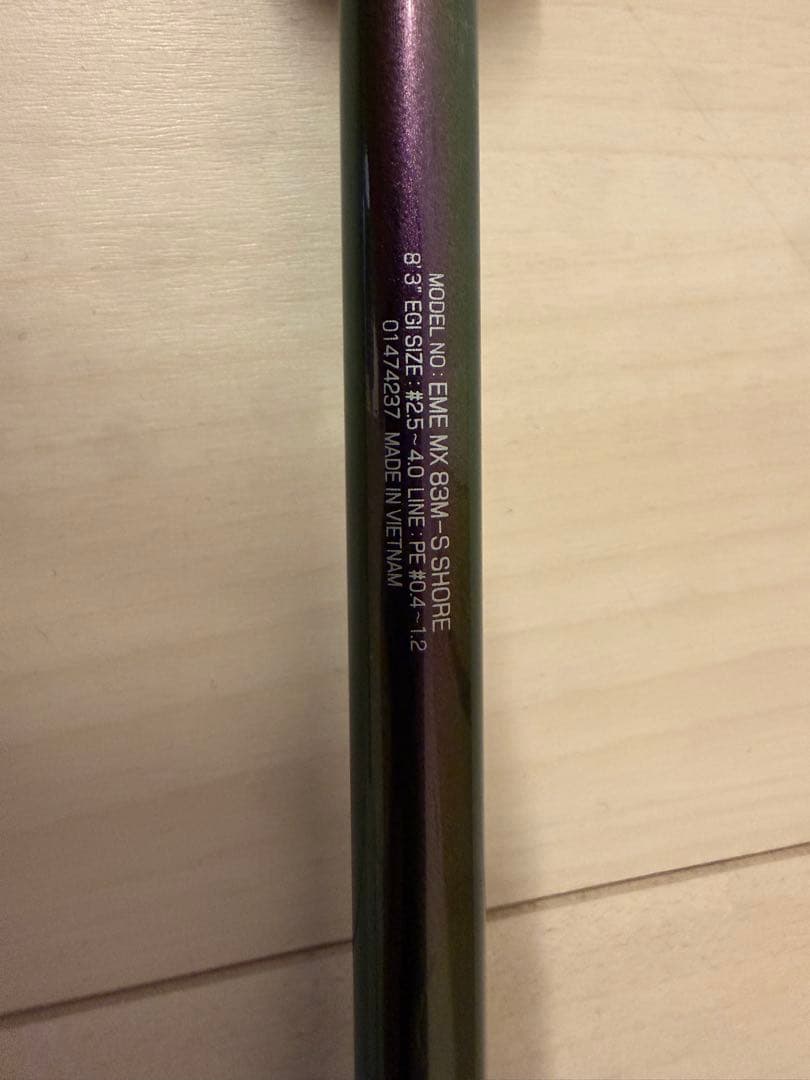 MODEL NO : EME MX 83M-S SHORE
8' 3" EGI SIZE : #2.5~4.0 LINE : PE #0.4~1.2
01474237 MADE IN VIETNAM